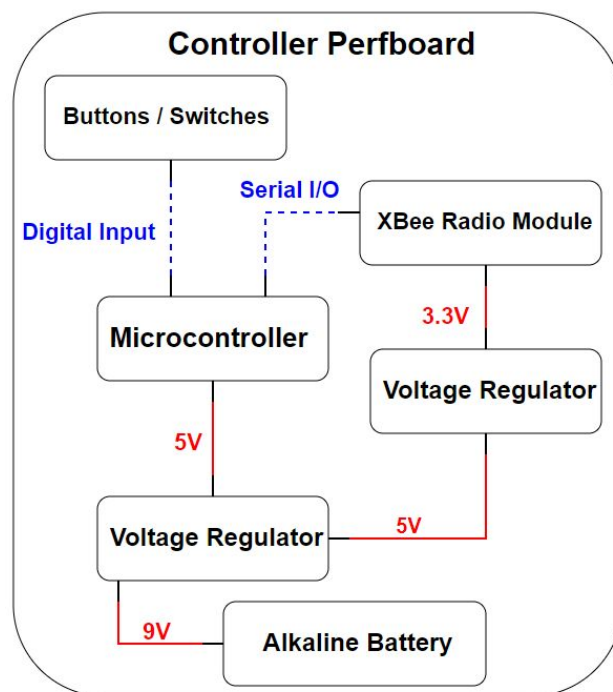 Controller Perfboard
Buttons / Switches
Serial I/O
XBee Radio Module
Digital Input
3.3V
Microcontroller
Voltage Regulator
5V
5V
Voltage Regulator
9V
Alkaline Battery